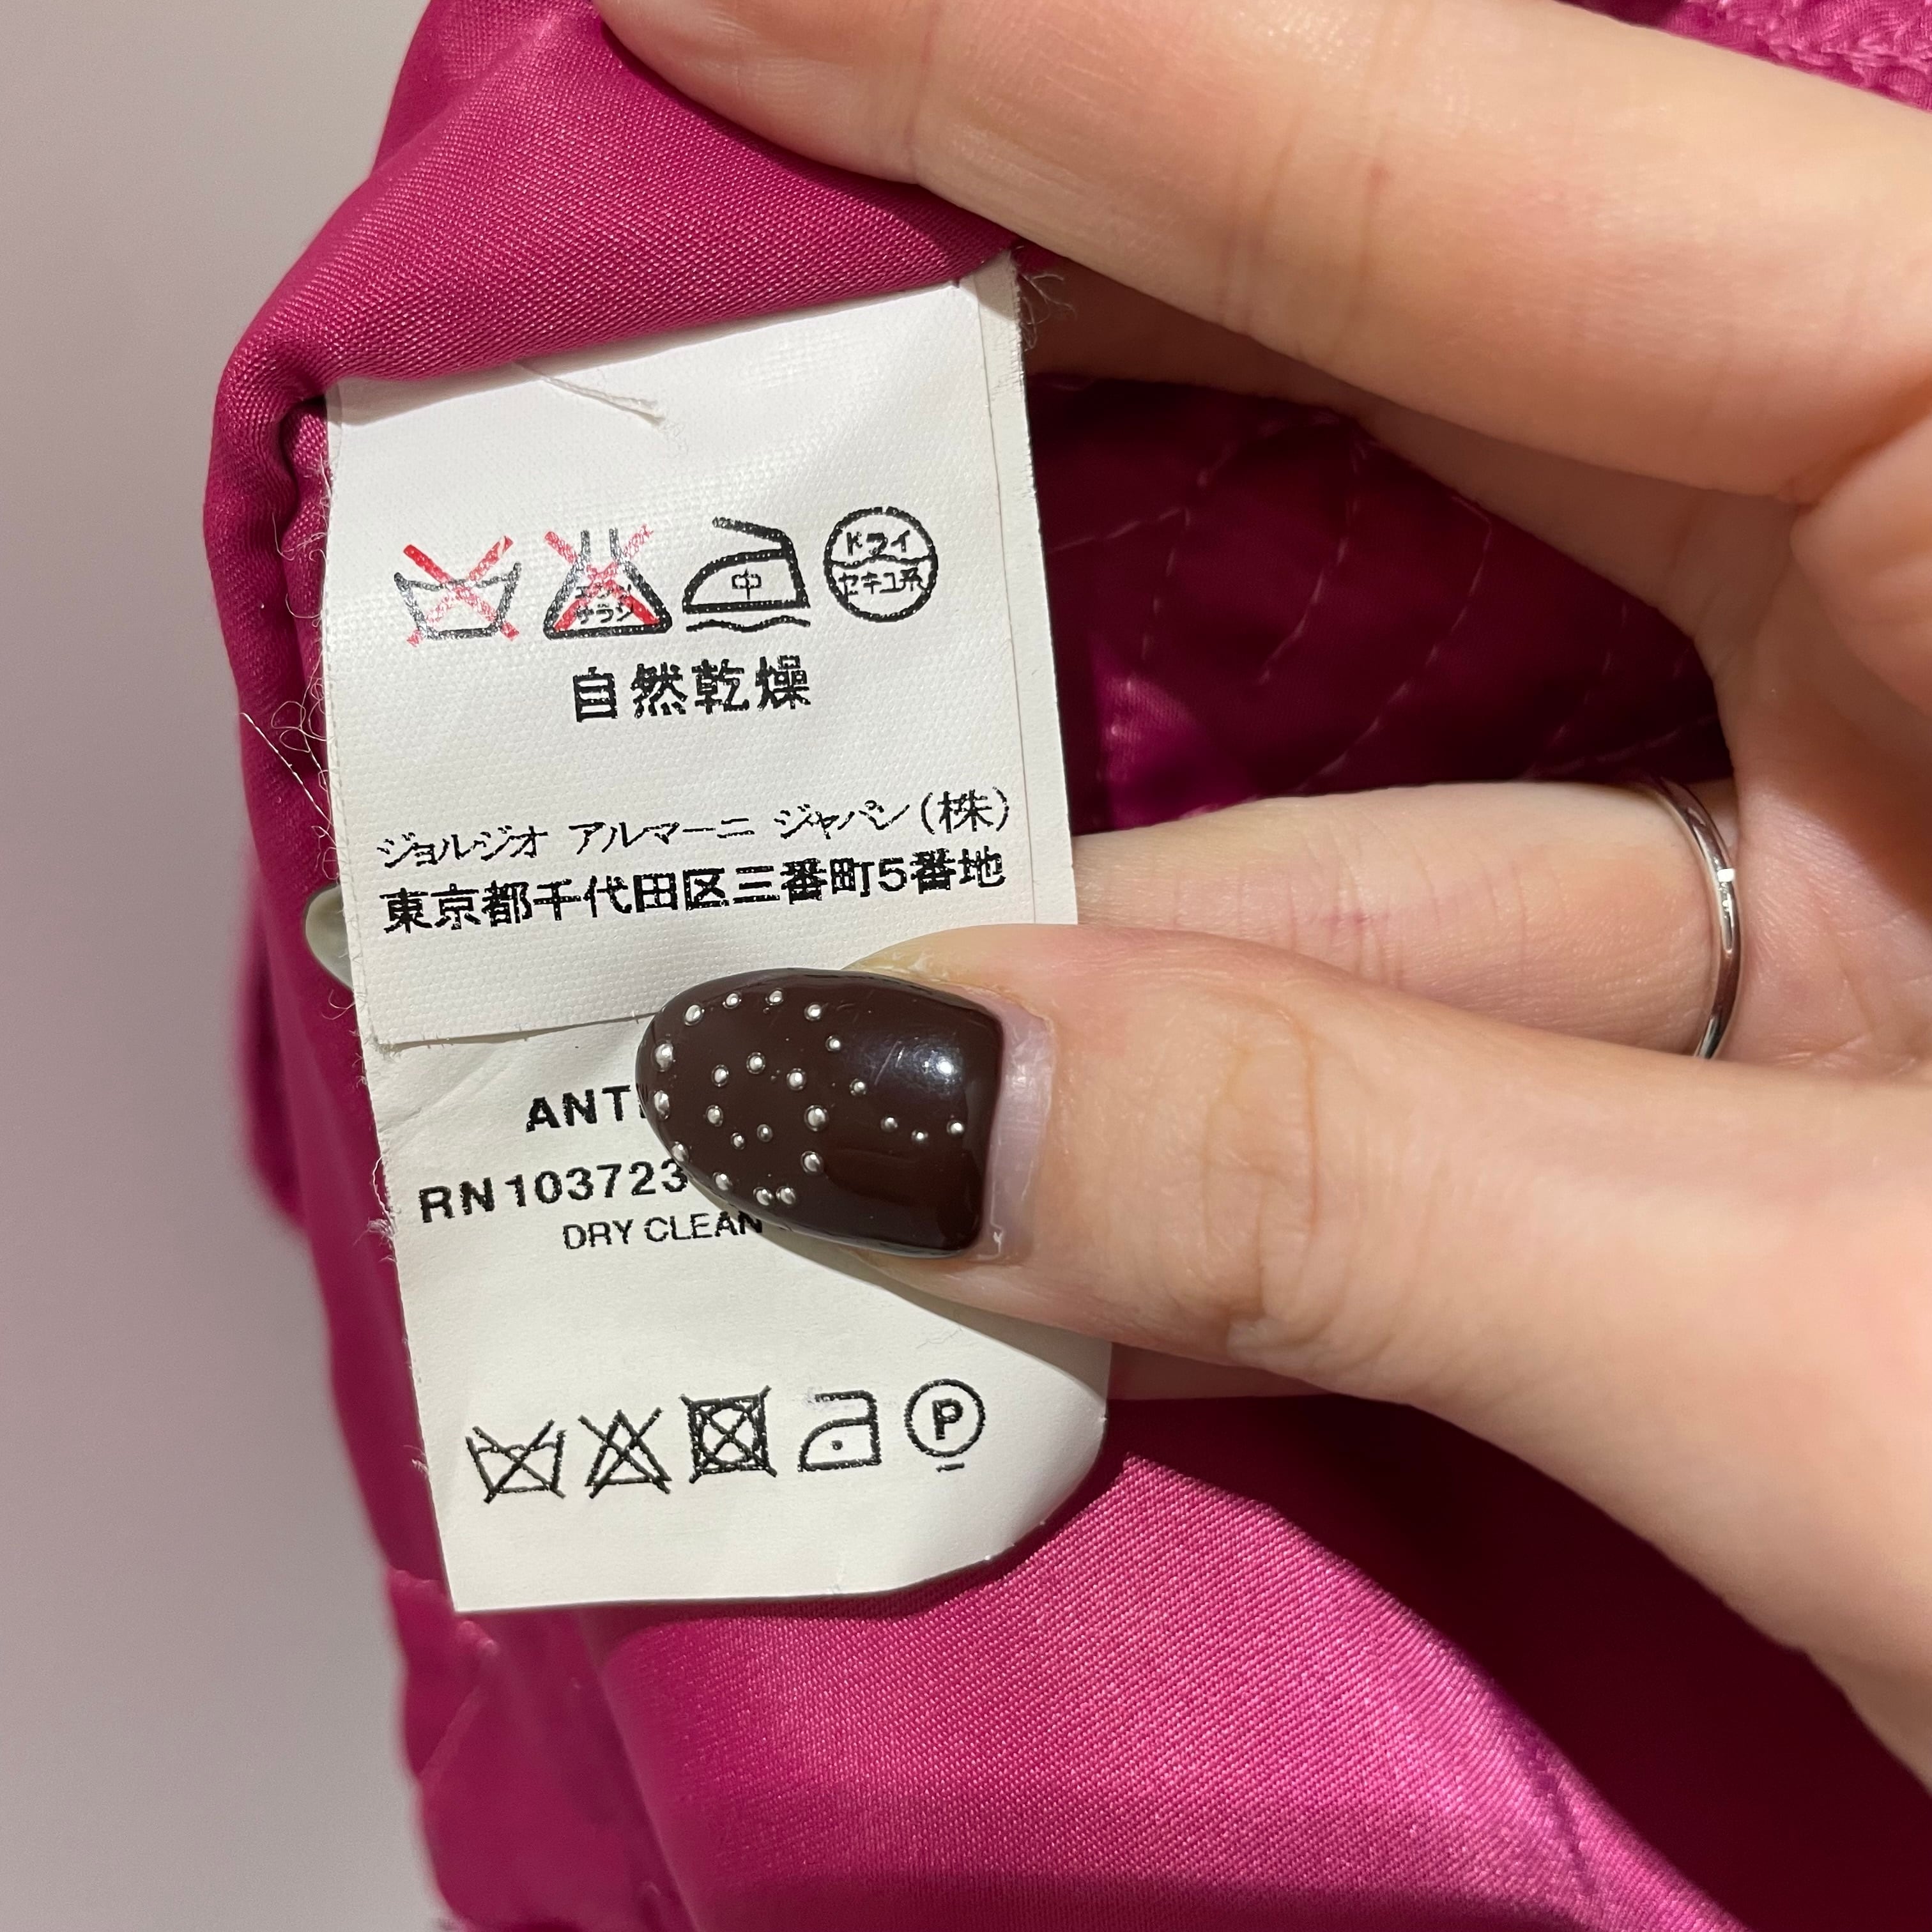 中
ドライ
セキユ系
自然乾燥
ジョルジオ アルマーニ ジャパン(株)
東京都千代田区三番町5番地
RN103723
DRY CLEAN
P